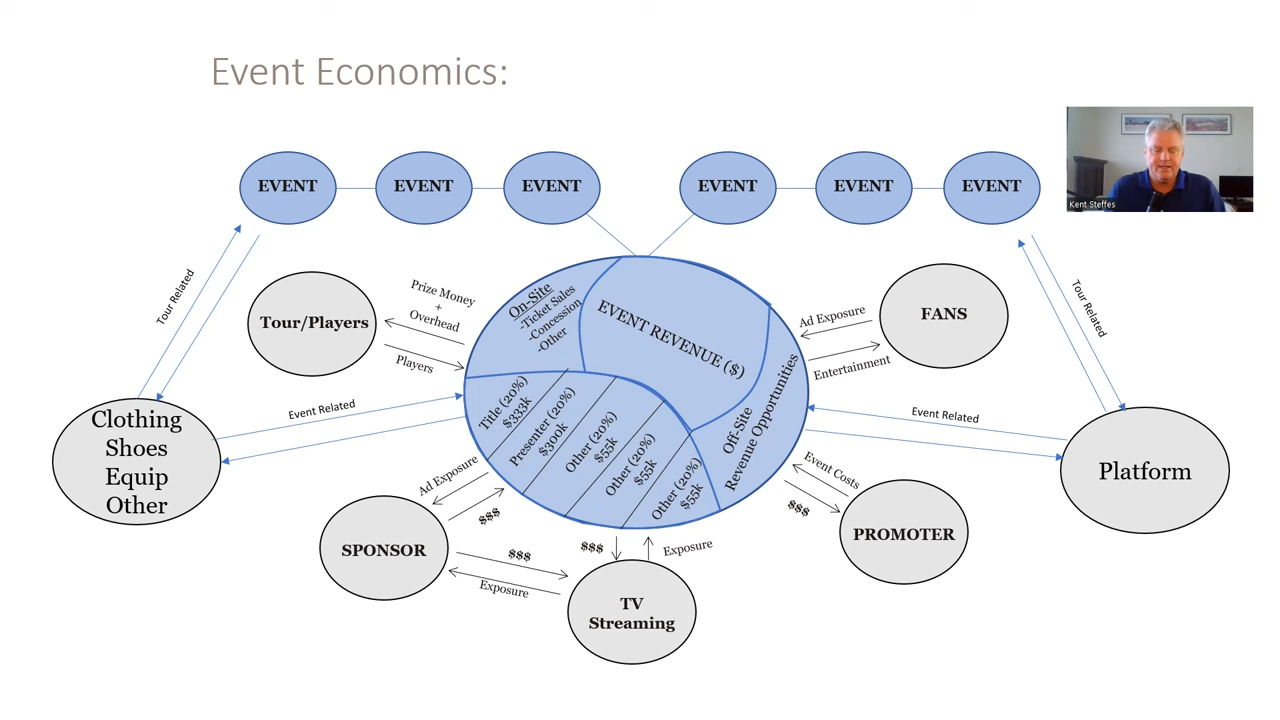 Event Economics:
Kent Steffes
EVENT
EVENT
EVENT
EVENT
EVENT
EVENT
Tour Related
Tour Related
Tour/Players
Prize Money
+
Overhead
Players
On-Site
-Ticket Sales
-Concession
-Other
EVENT REVENUE ($)
Off-Site
Revenue Opportunities
Ad Exposure
Entertainment
FANS
Clothing
Shoes
Equip
Other
Event Related
Title (20%)
$333k
Presenter (20%)
$300k
Other (20%)
$55k
Other (20%)
$55k
Other (20%)
$55k
Event Related
Platform
Ad Exposure
$$$
SPONSOR
$$$
Exposure
$$$
Exposure
TV
Streaming
Event Costs
$$$
PROMOTER